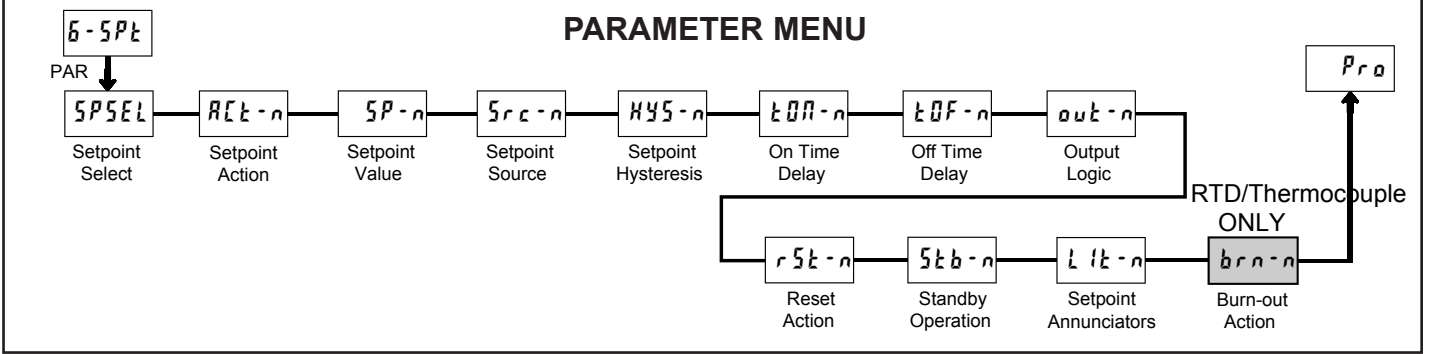 PARAMETER MENU
6-SPt
PAR
Pro
SPSEL
ACt-n
SP-n
Src-n
HYS-n
tON-n
tOF-n
out-n
Setpoint
Select
Setpoint
Action
Setpoint
Value
Setpoint
Source
Setpoint
Hysteresis
On Time
Delay
Off Time
Delay
Output
Logic
RTD/Thermocouple
ONLY
rSt-n
Stb-n
LIt-n
brn-n
Reset
Action
Standby
Operation
Setpoint
Annunciators
Burn-out
Action